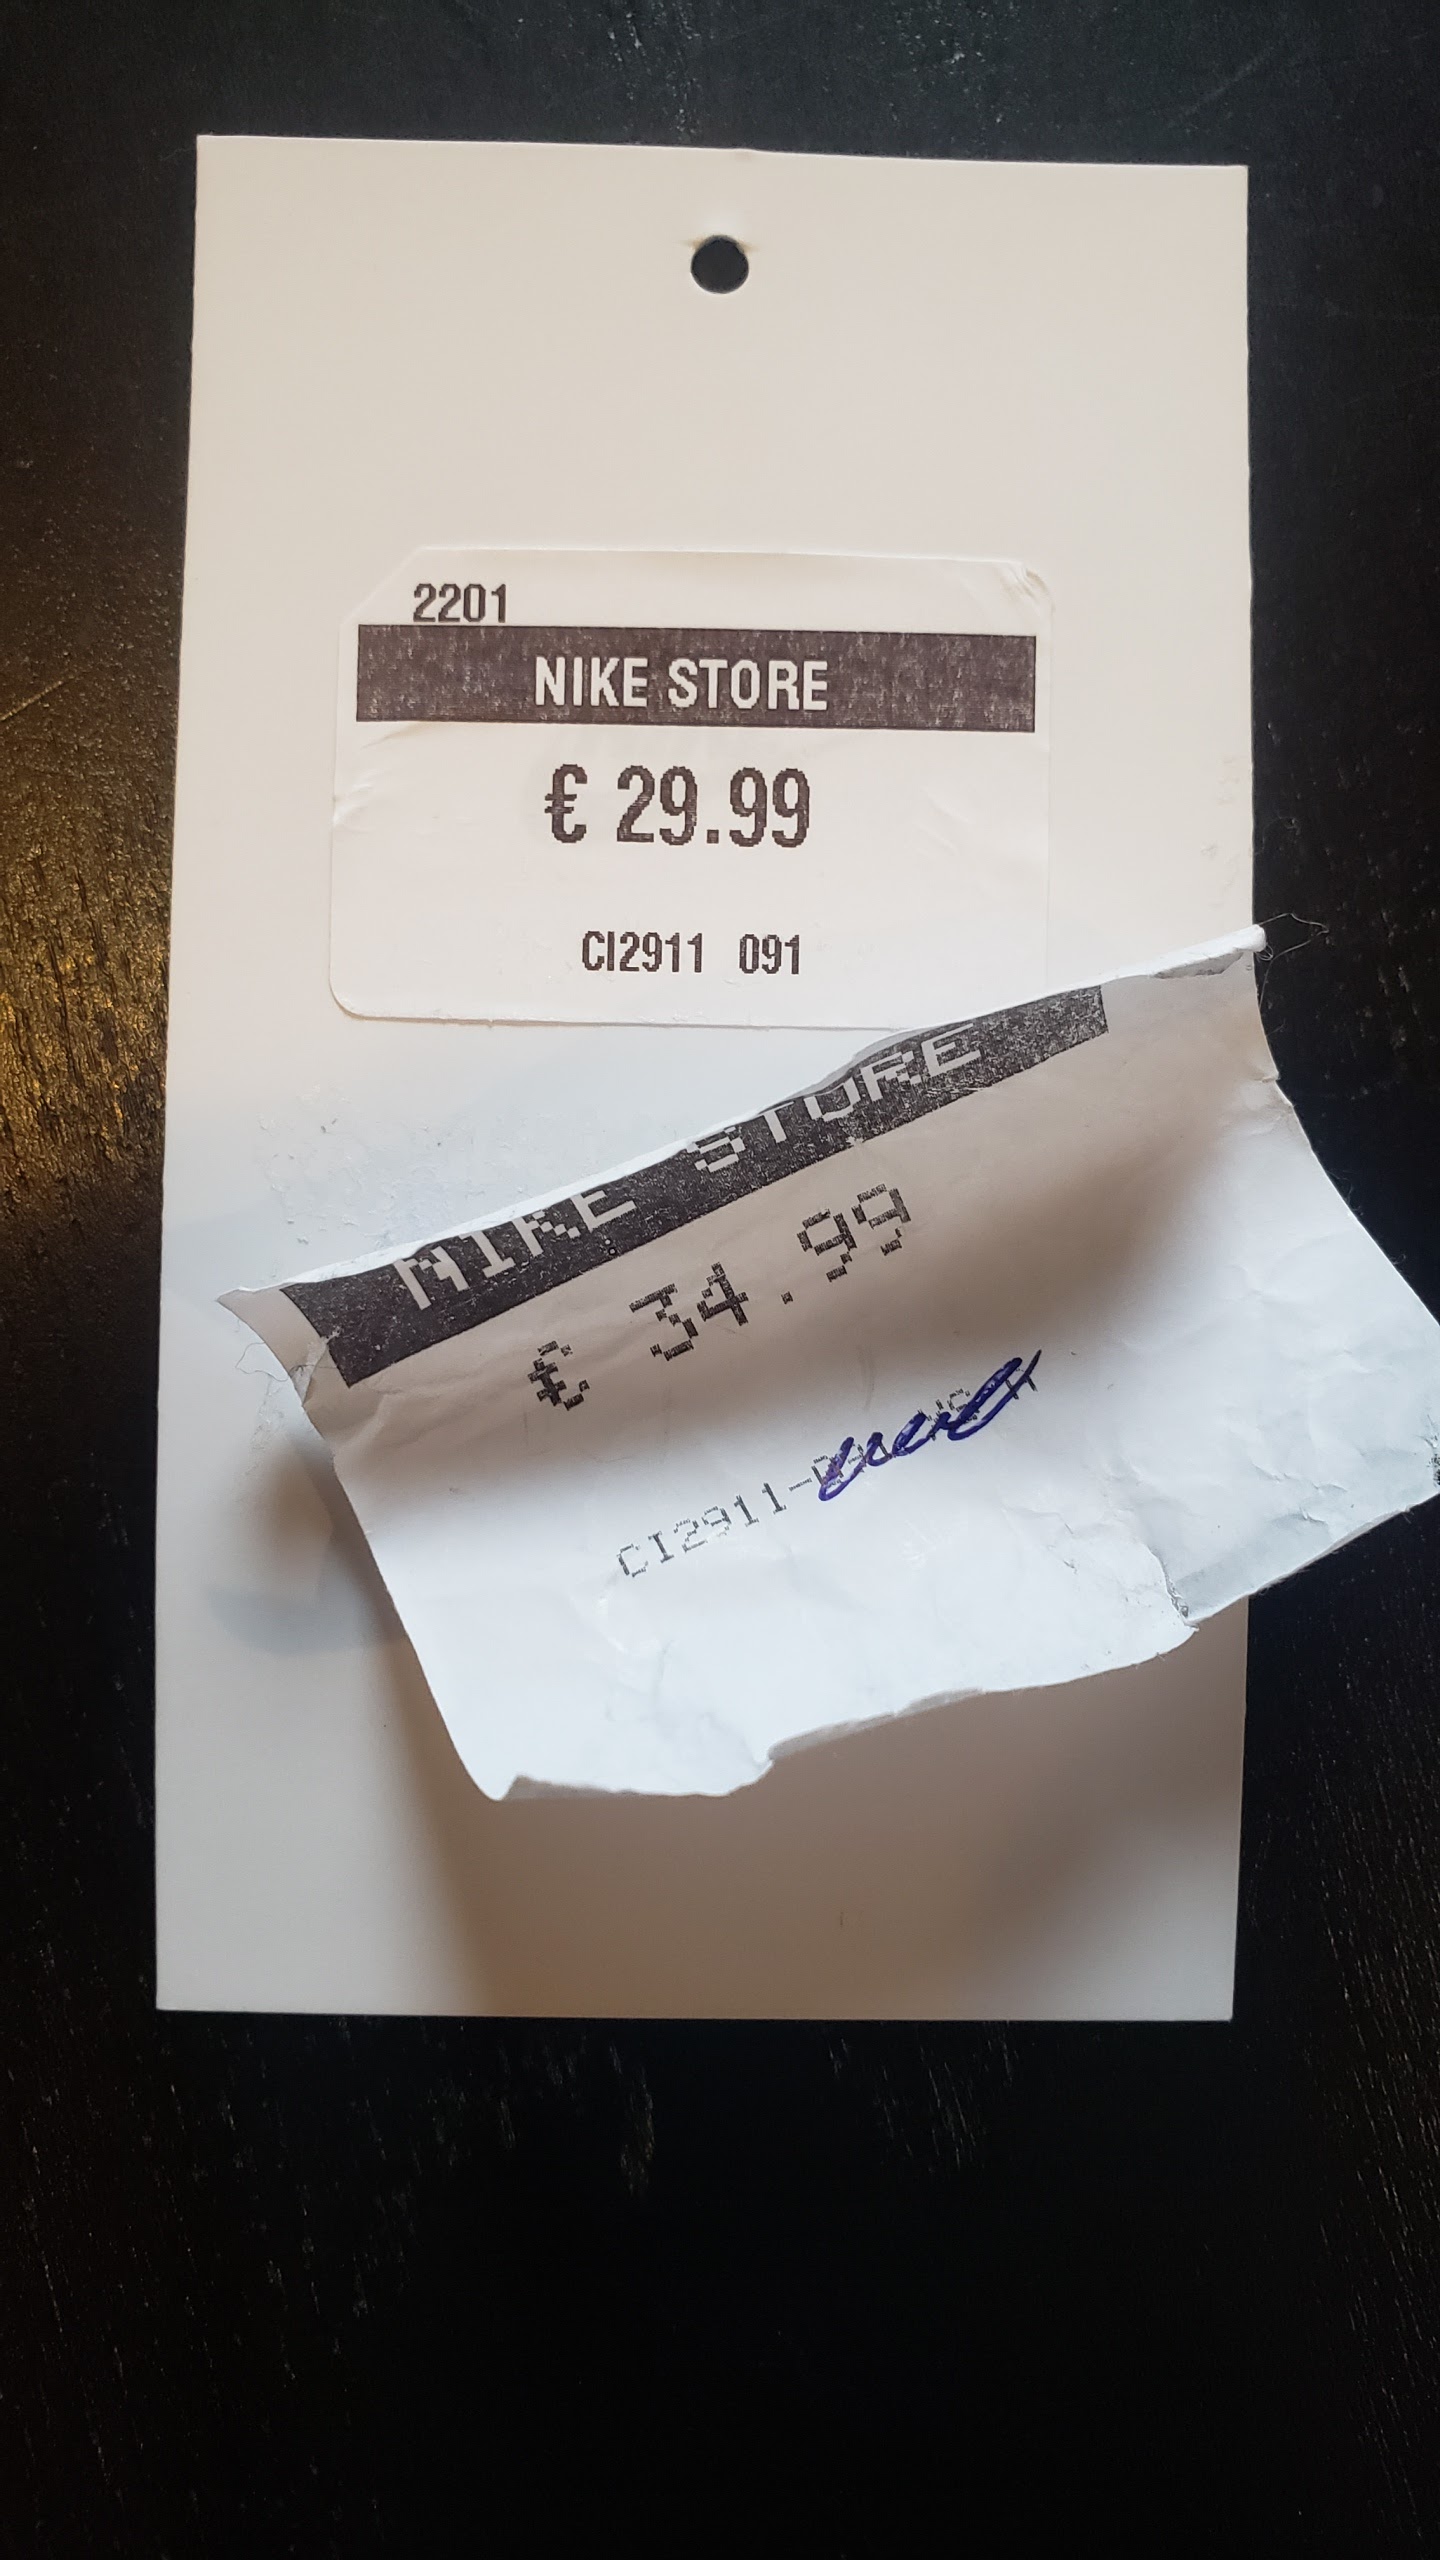 2201
NIKE STORE
€ 29.99
CI2911 091
NIKE STORE
€ 34.99
CI2911-